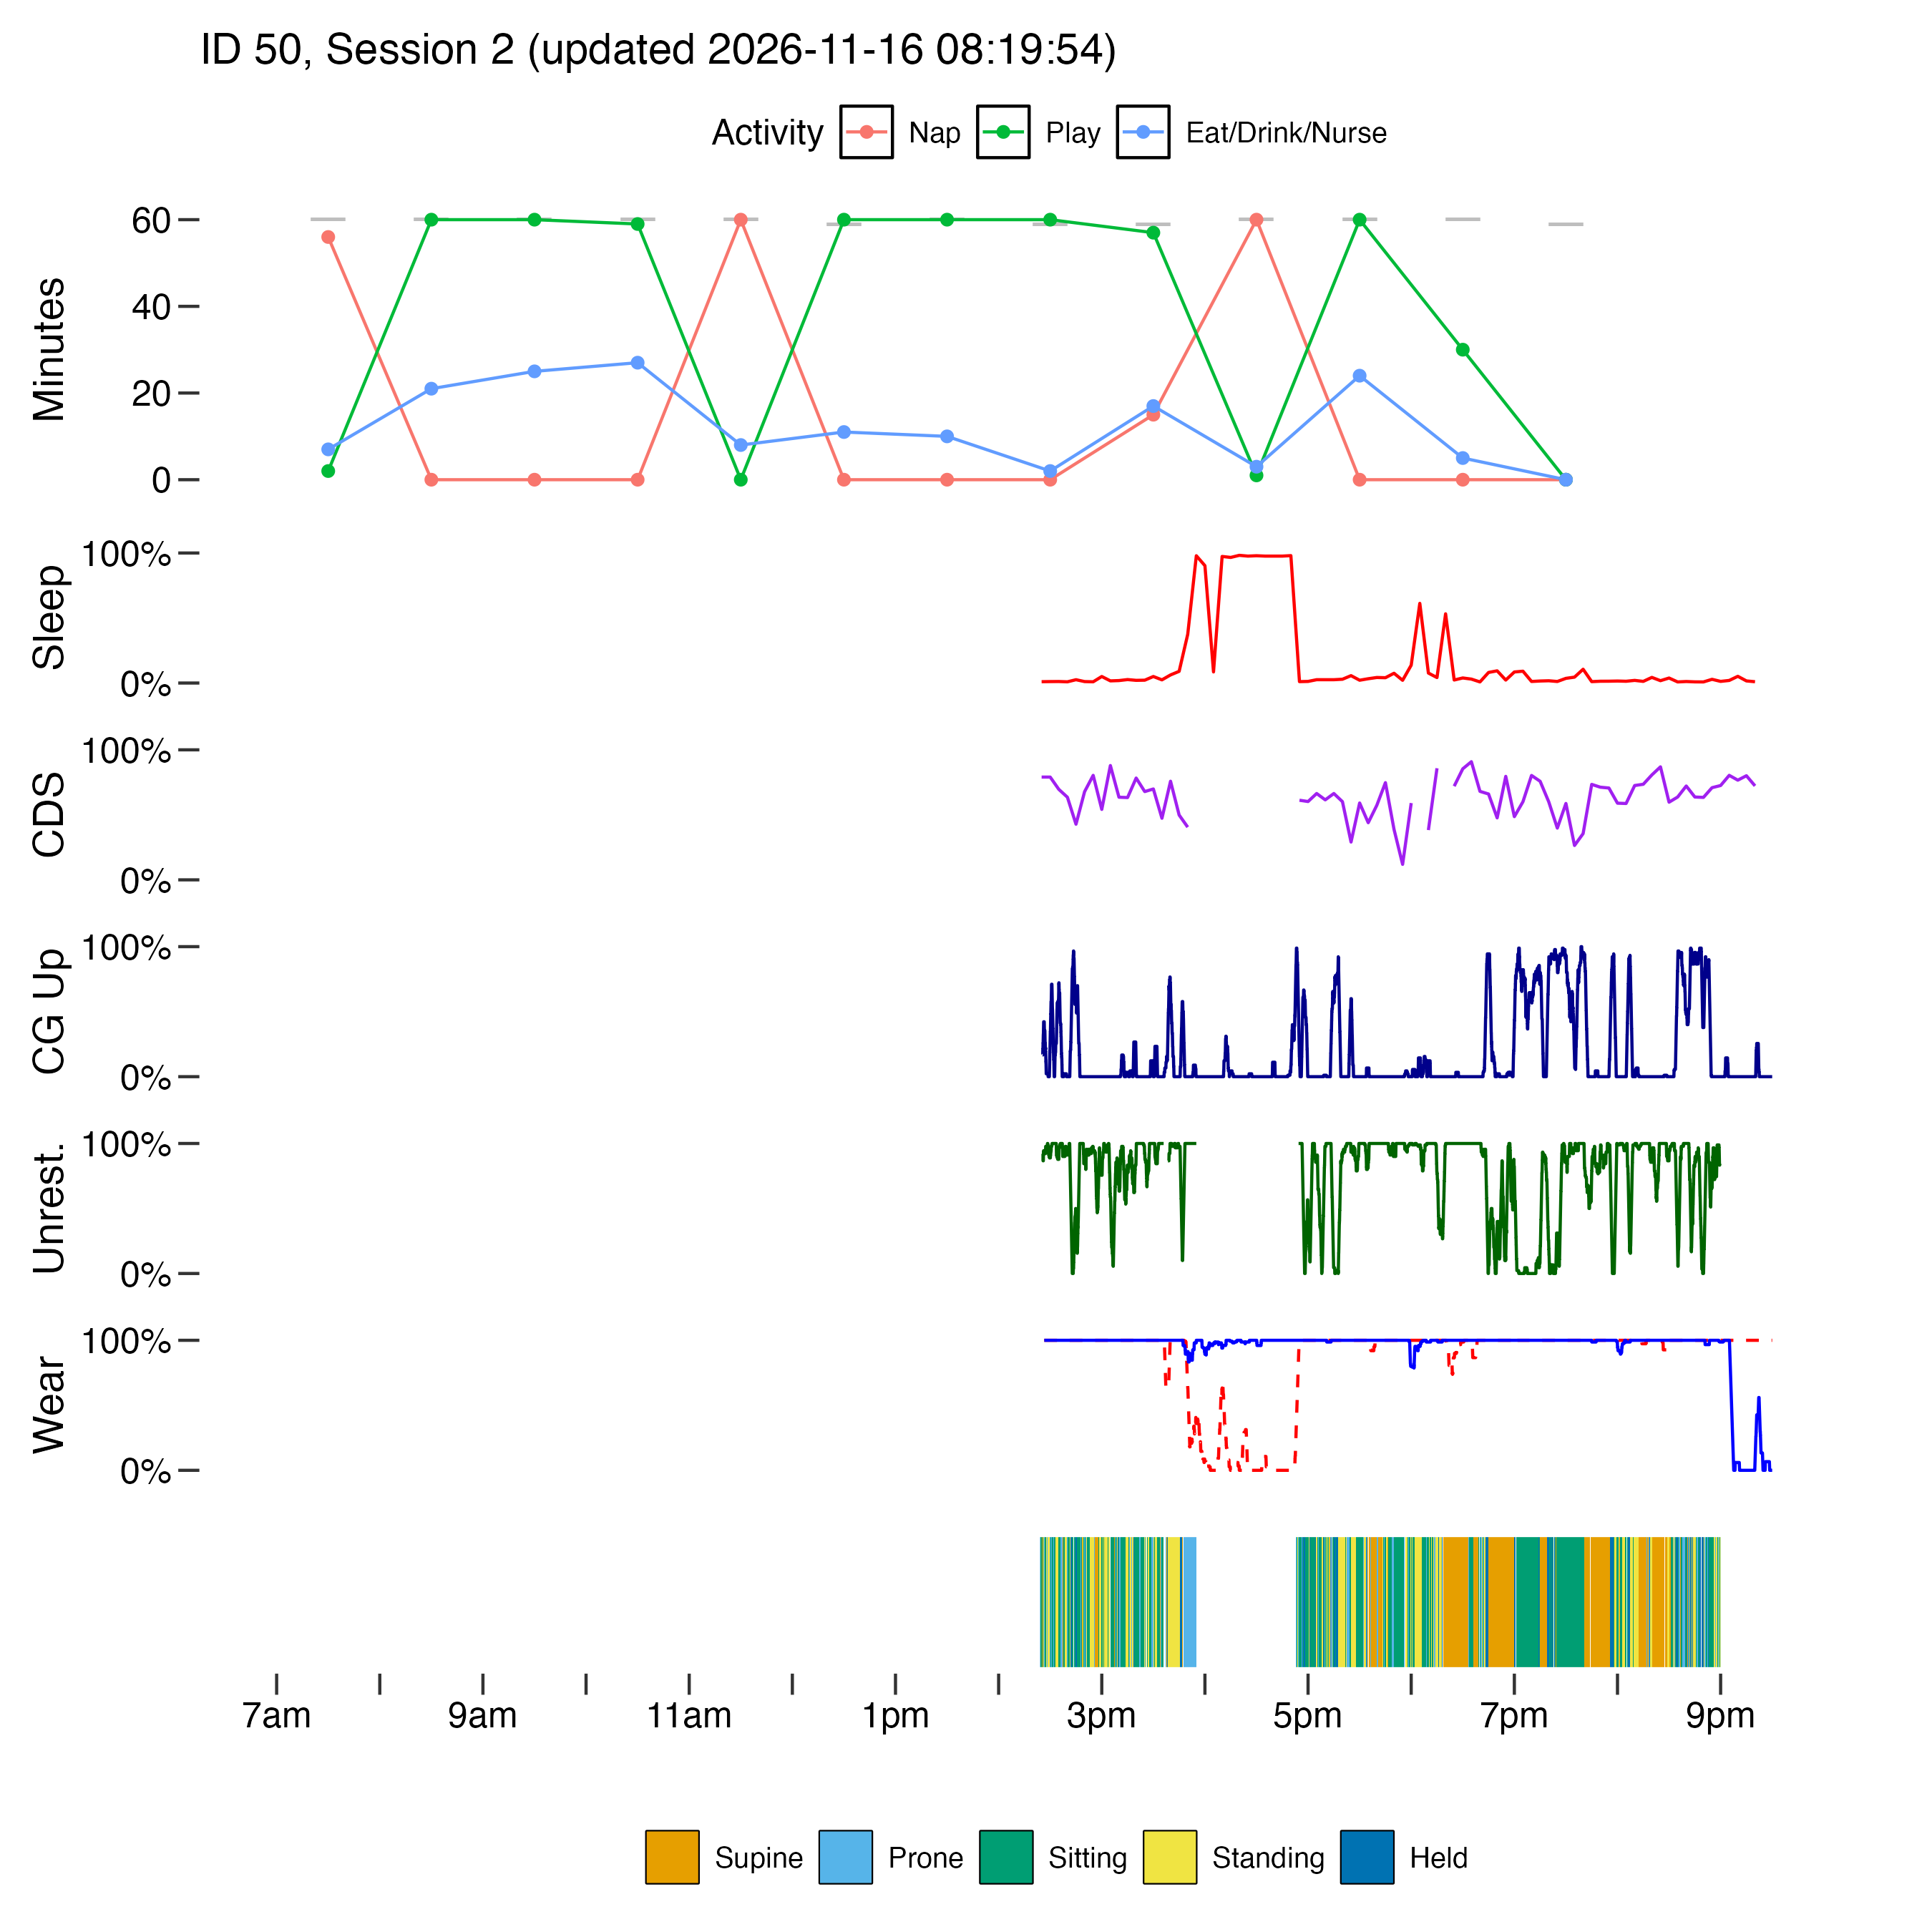 ID 50, Session 2 (updated 2026-11-16 08:19:54)
Activity Nap Play Eat/Drink/Nurse
Minutes
60
40
20
0
Sleep
100%
0%
CDS
100%
0%
CG Up
100%
0%
Unrest.
100%
0%
Wear
100%
0%
7am 9am 11am 1pm 3pm 5pm 7pm 9pm
Supine Prone Sitting Standing Held